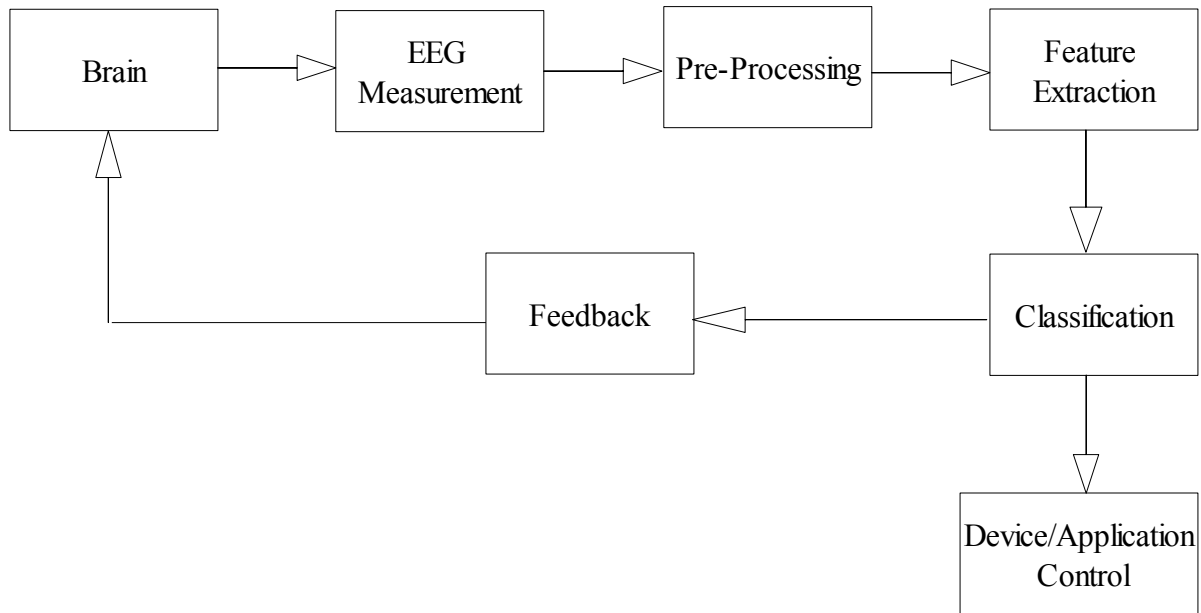 Brain
EEG
Measurement
Pre-Processing
Feature
Extraction
Feedback
Classification
Device/Application
Control